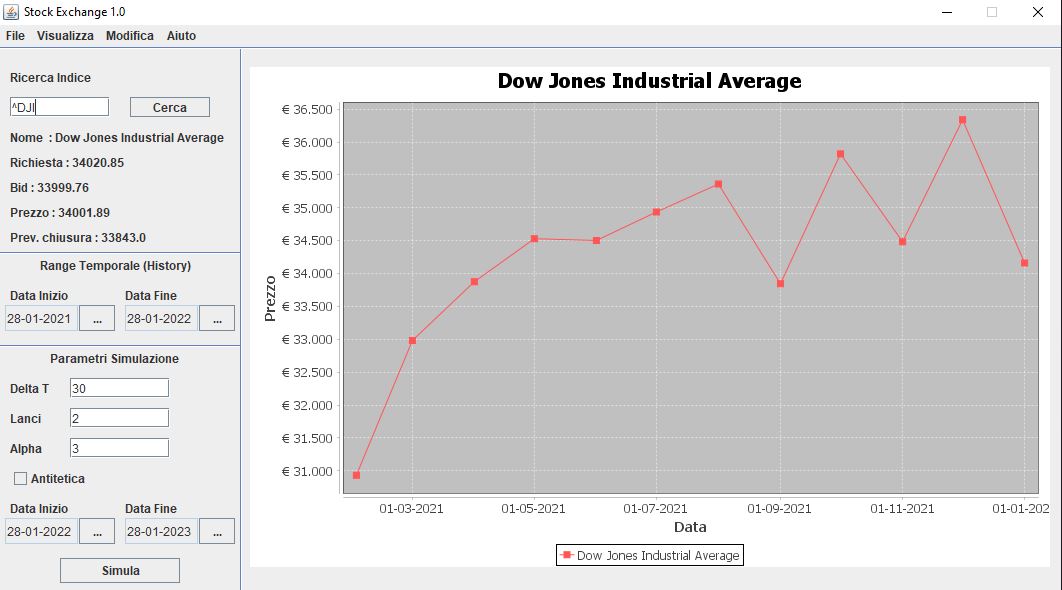 Stock Exchange 1.0
File Visualizza Modifica Aiuto
Ricerca Indice
^DJI Cerca
Nome : Dow Jones Industrial Average
Richiesta : 34020.85
Bid : 33999.76
Prezzo : 34001.89
Prev. chiusura : 33843.0
Range Temporale (History)
Data Inizio Data Fine
28-01-2021 ... 28-01-2022 ...
Parametri Simulazione
Delta T 30
Lanci 2
Alpha 3
Antitetica
Data Inizio Data Fine
28-01-2022 ... 28-01-2023 ...
Simula
Dow Jones Industrial Average
Prezzo
€ 36.500
€ 36.000
€ 35.500
€ 35.000
€ 34.500
€ 34.000
€ 33.500
€ 33.000
€ 32.500
€ 32.000
€ 31.500
€ 31.000
01-03-2021 01-05-2021 01-07-2021 01-09-2021 01-11-2021 01-01-202
Data
Dow Jones Industrial Average